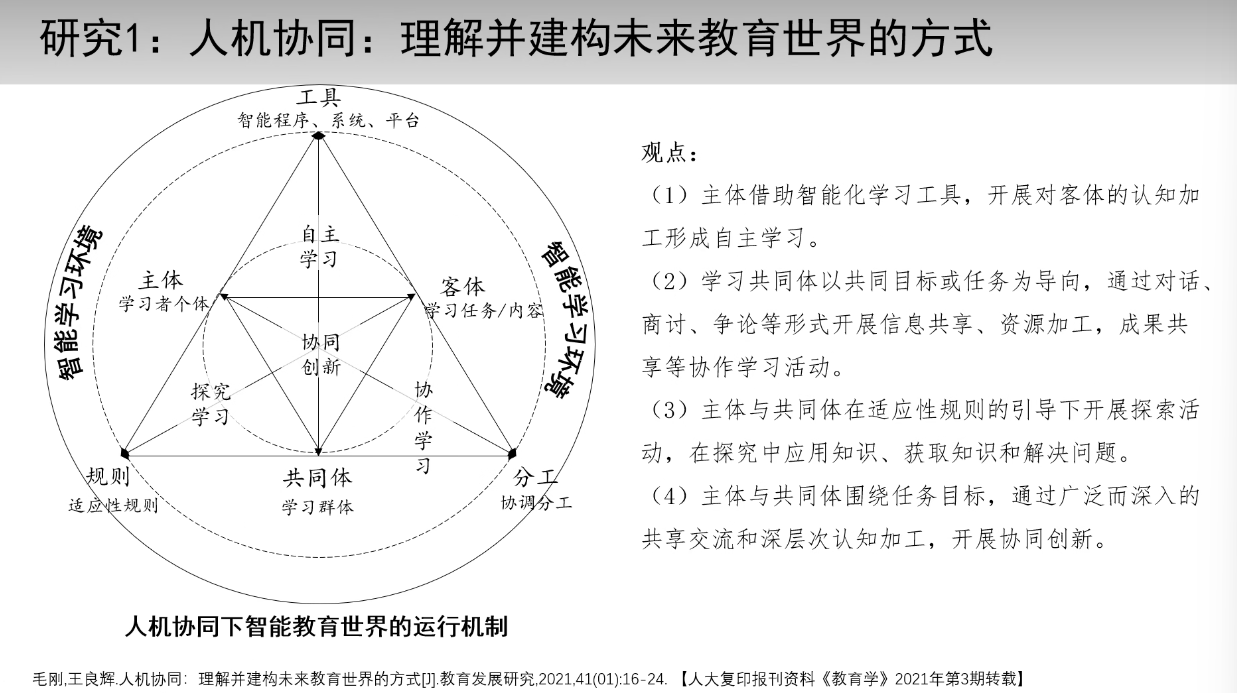 研究1：人机协同：理解并建构未来教育世界的方式
工具
智能程序、系统、平台
智能学习环境
智能学习环境
自主
学习
主体
学习者个体
客体
学习任务/内容
协同
创新
探究
学习
协
作
学
习
规则
适应性规则
共同体
学习群体
分工
协调分工
人机协同下智能教育世界的运行机制
观点：
（1）主体借助智能化学习工具，开展对客体的认知加
工形成自主学习。
（2）学习共同体以共同目标或任务为导向，通过对话、
商讨、争论等形式开展信息共享、资源加工，成果共
享等协作学习活动。
（3）主体与共同体在适应性规则的引导下开展探索活
动，在探究中应用知识、获取知识和解决问题。
（4）主体与共同体围绕任务目标，通过广泛而深入的
共享交流和深层次认知加工，开展协同创新。
毛刚,王良辉.人机协同：理解并建构未来教育世界的方式[J].教育发展研究,2021,41(01):16-24. 【人大复印报刊资料《教育学》2021年第3期转载】